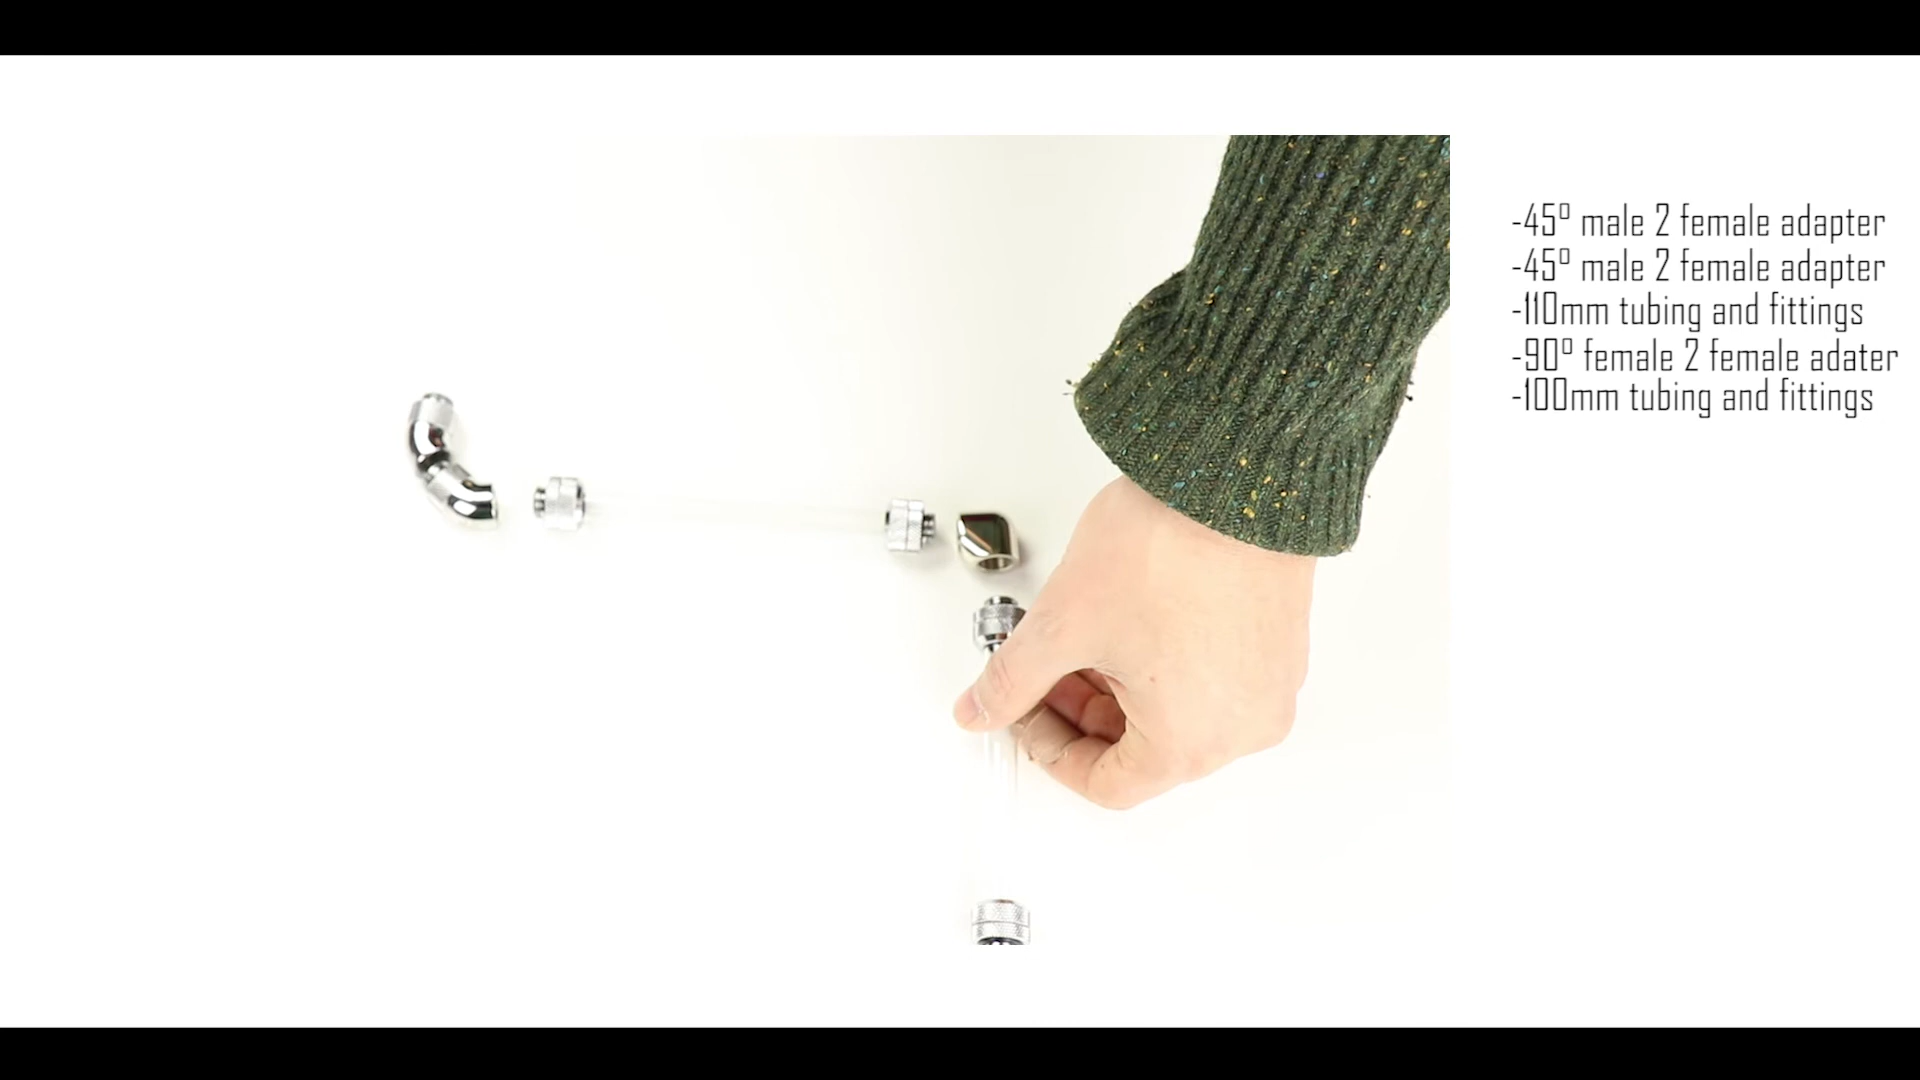 -45º male 2 female adapter
-45º male 2 female adapter
-110mm tubing and fittings
-90º female 2 female adater
-100mm tubing and fittings